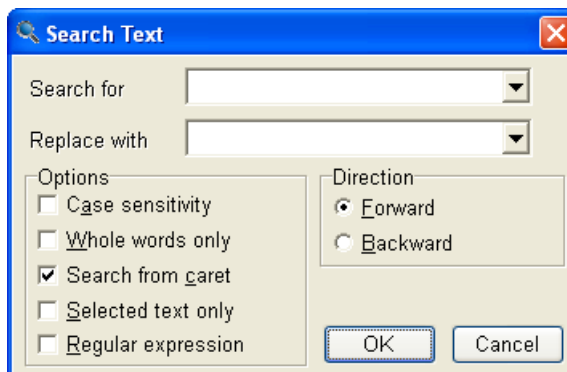 Search Text
Search for
Replace with
Options
Case sensitivity
Whole words only
Search from caret
Selected text only
Regular expression
Direction
Forward
Backward
OK
Cancel